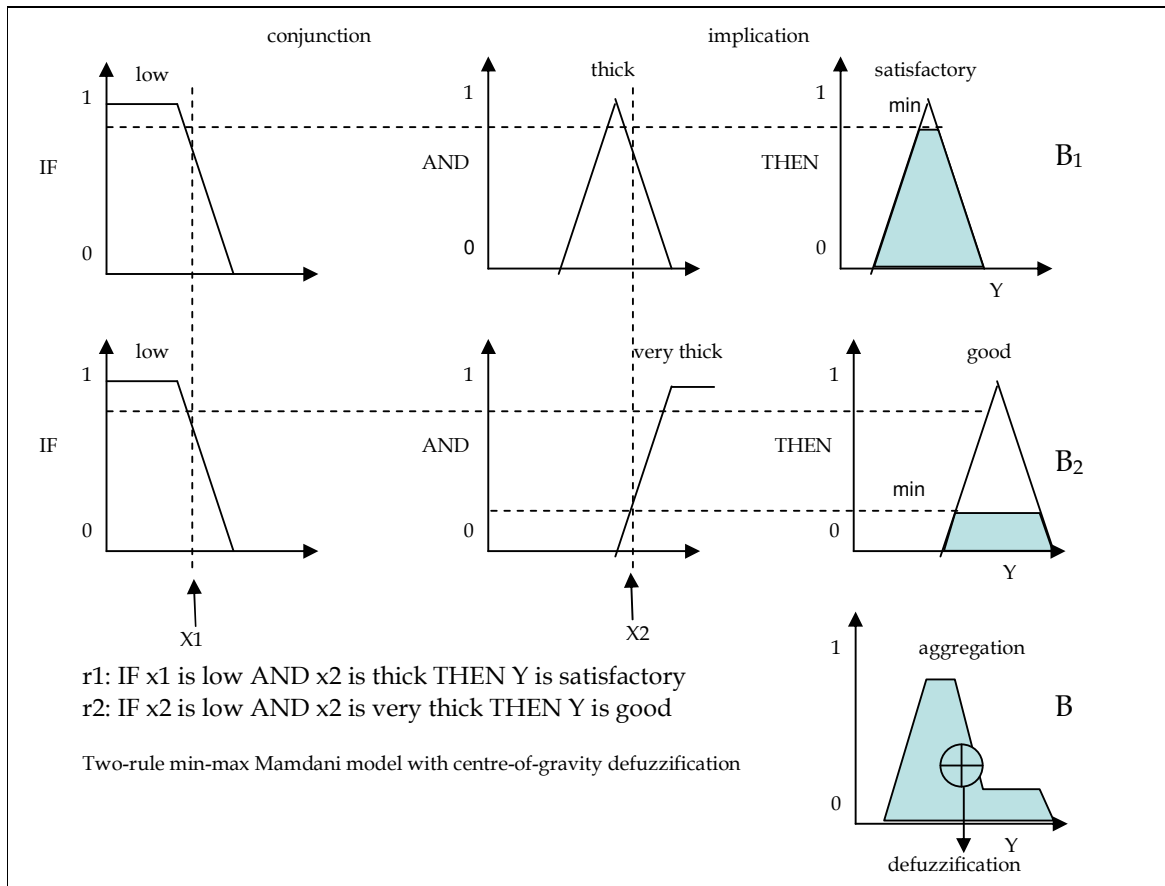 conjunction implication
low thick satisfactory
1 1 1 min
IF AND THEN B1
0 0 0
Y
low very thick good
1 1 1
IF AND THEN B2
min
0 0 0
Y
X1 X2
1 aggregation
r1: IF x1 is low AND x2 is thick THEN Y is satisfactory
r2: IF x2 is low AND x2 is very thick THEN Y is good B
Two-rule min-max Mamdani model with centre-of-gravity defuzzification
0
Y
defuzzification